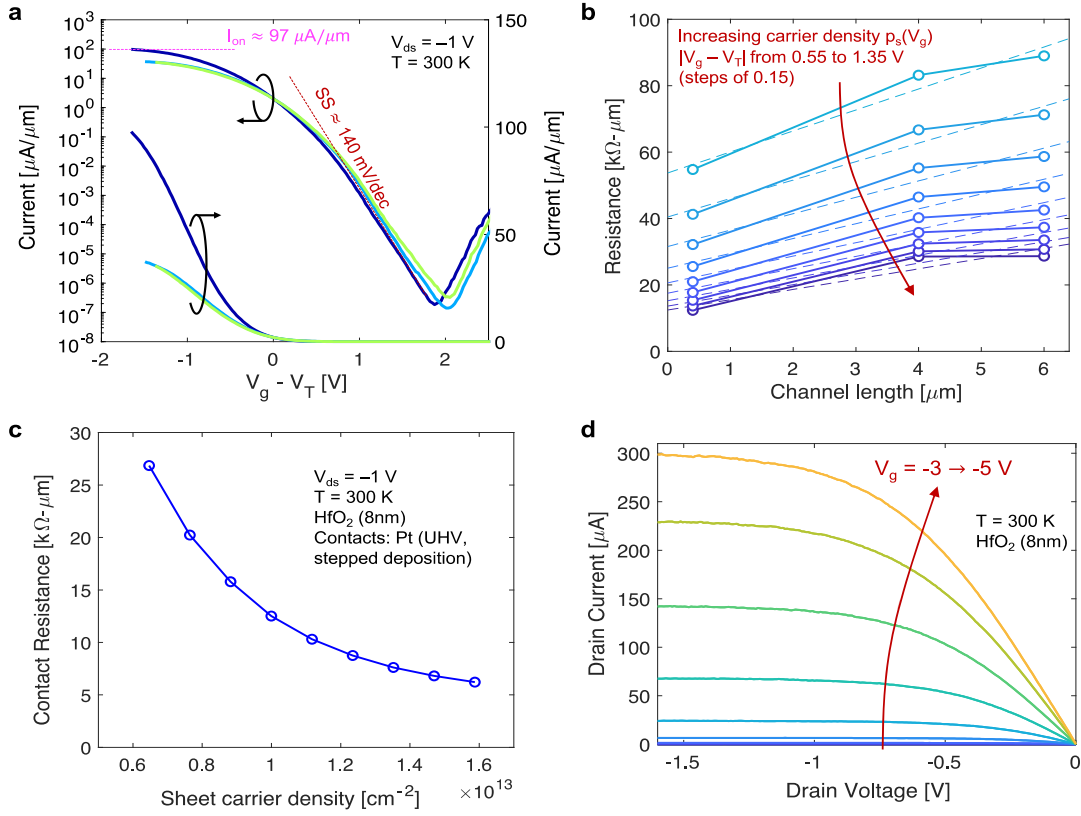 a
I_on ≈ 97 μA/μm
V_ds = –1 V
T = 300 K
SS ≈ 140 mV/dec
10^4
10^3
10^2
10^1
10^0
10^-1
10^-2
10^-3
10^-4
10^-5
10^-6
10^-7
10^-8
Current [μA/μm]
150
100
50
0
Current [μA/μm]
-2
-1
0
1
2
V_g - V_T [V]
b
Increasing carrier density p_s(V_g)
|V_g – V_T| from 0.55 to 1.35 V
(steps of 0.15)
100
80
60
40
20
0
Resistance [kΩ-μm]
0
1
2
3
4
5
6
Channel length [μm]
c
V_ds = –1 V
T = 300 K
HfO_2 (8nm)
Contacts: Pt (UHV,
stepped deposition)
30
25
20
15
10
5
0
Contact Resistance [kΩ-μm]
0.6
0.8
1
1.2
1.4
1.6
× 10^13
Sheet carrier density [cm^-2]
d
V_g = -3 → -5 V
T = 300 K
HfO_2 (8nm)
300
250
200
150
100
50
0
Drain Current [μA]
-1.5
-1
-0.5
0
Drain Voltage [V]